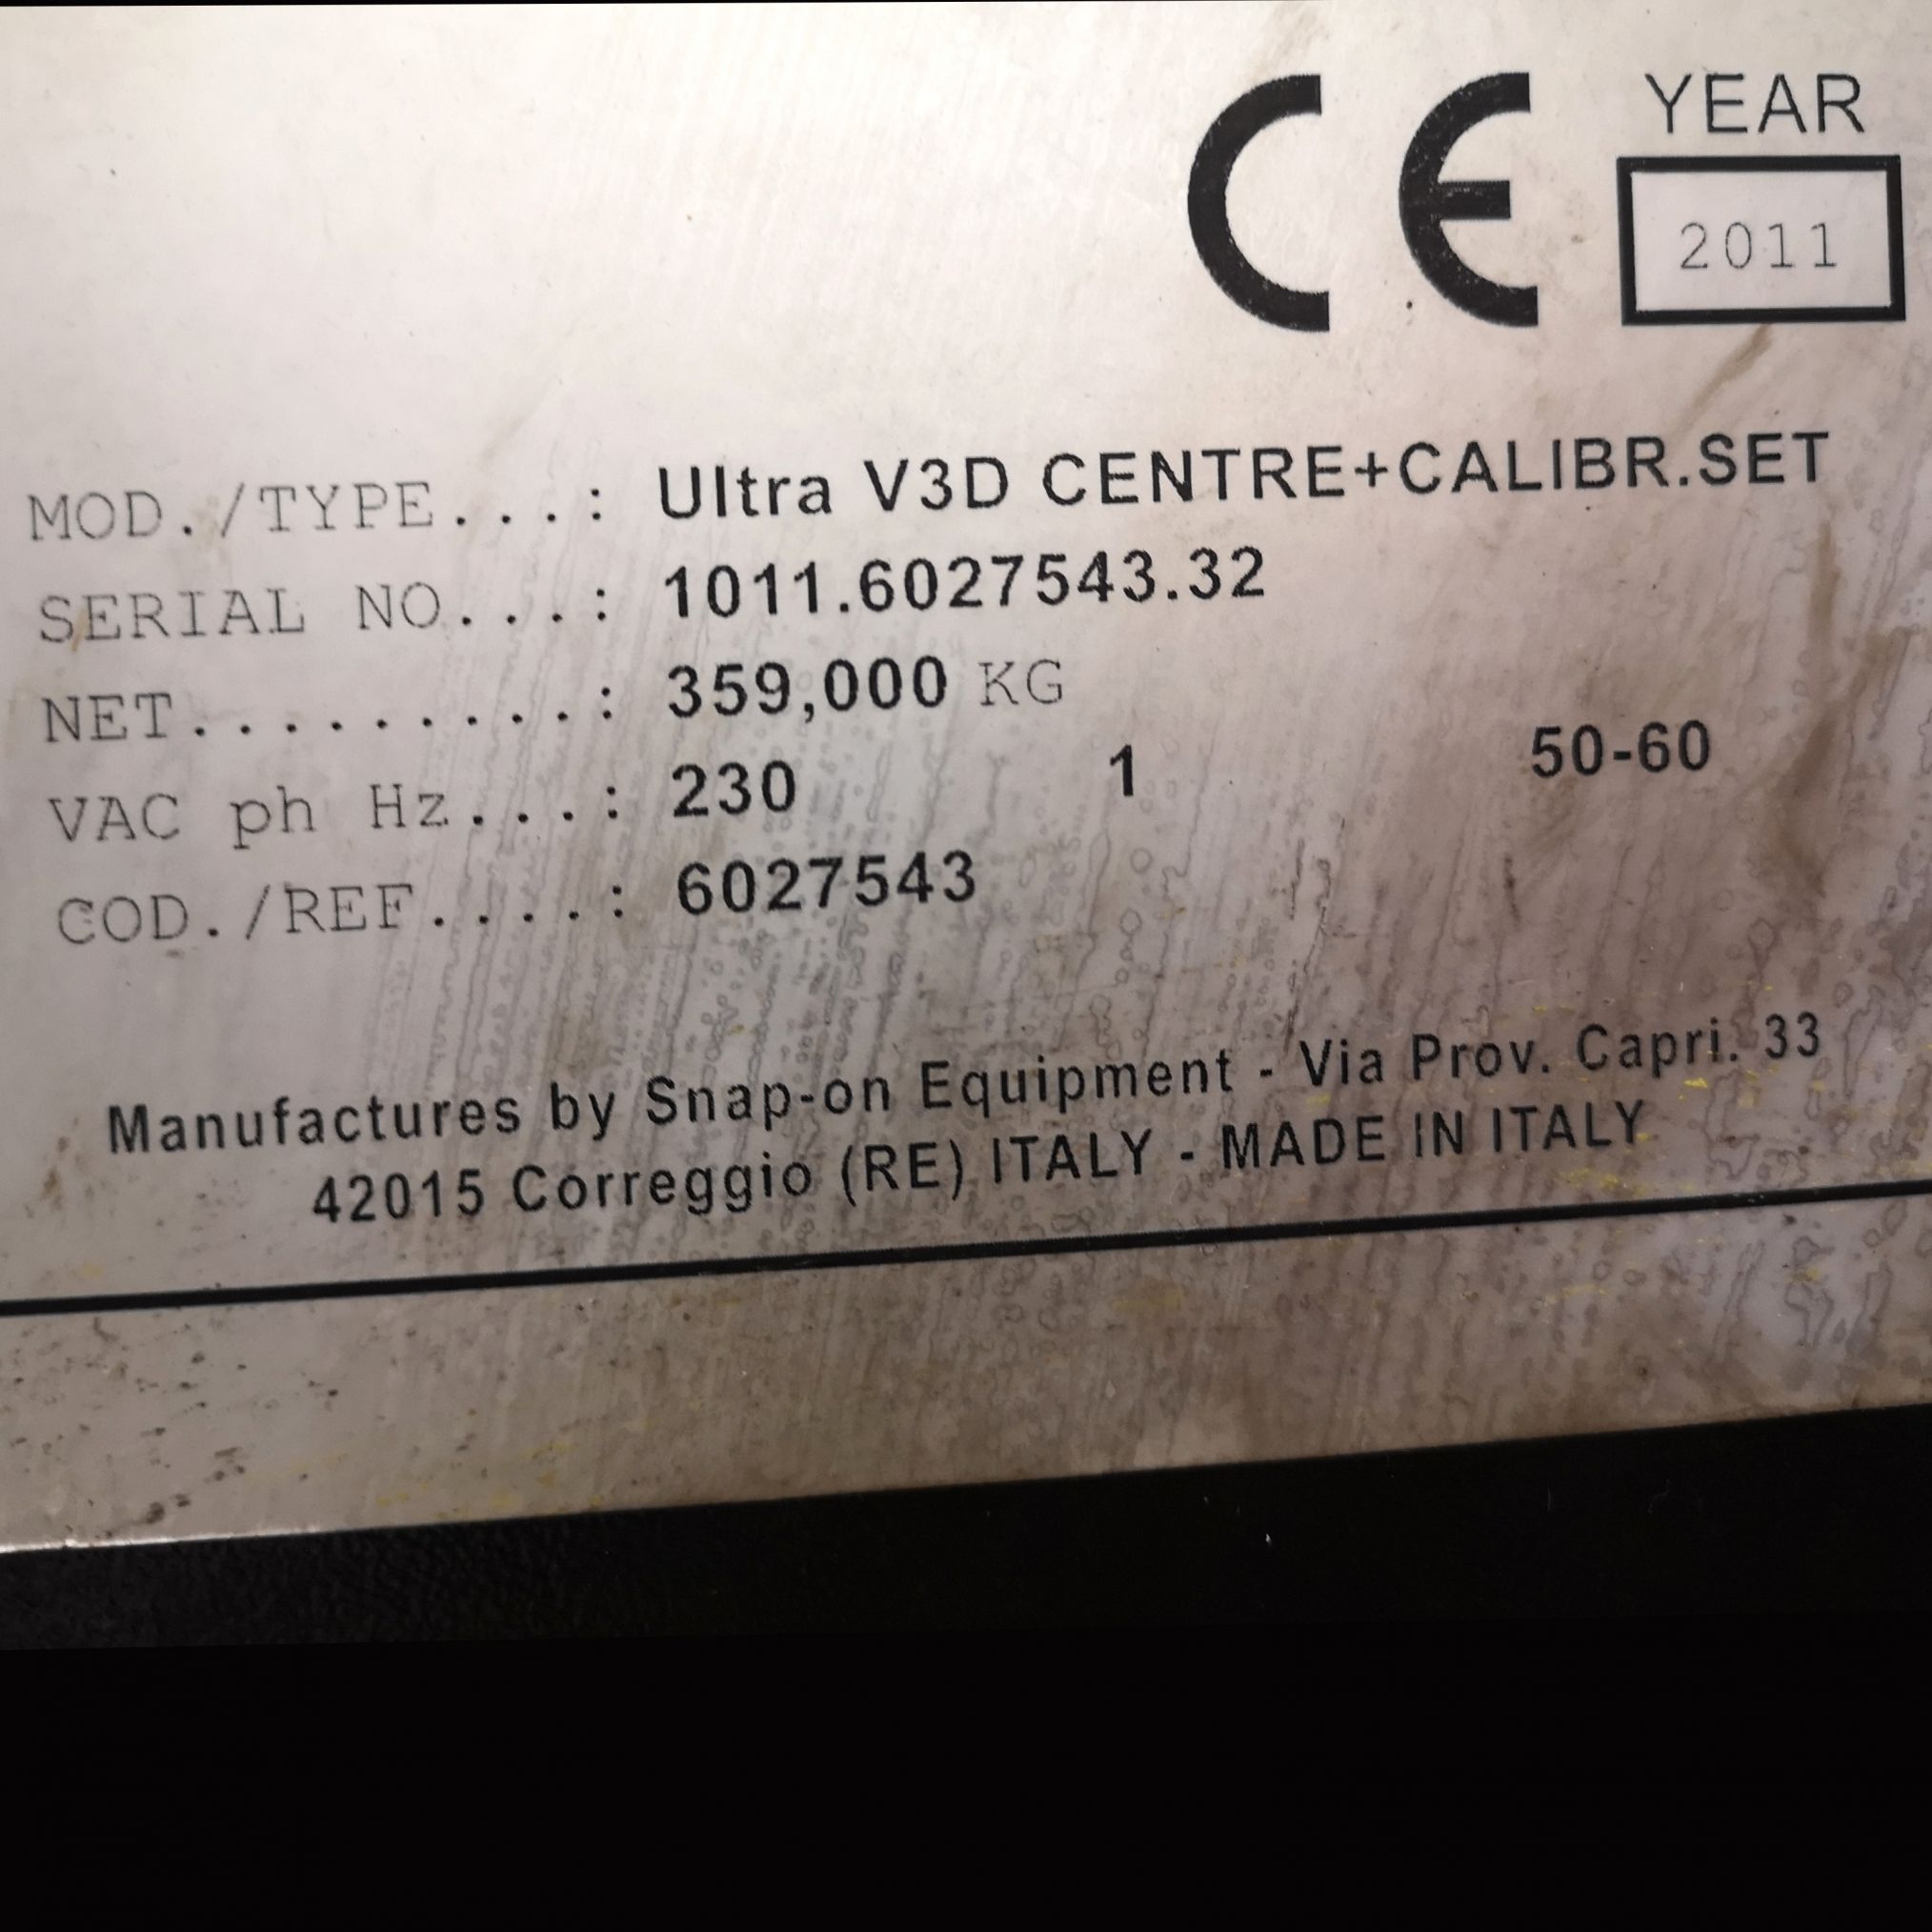 CE YEAR
2011
MOD./TYPE...: Ultra V3D CENTRE+CALIBR.SET
SERIAL NO...: 1011.6027543.32
NET.........: 359,000 KG
VAC ph Hz...: 230 1 50-60
COD./REF....: 6027543
Manufactures by Snap-on Equipment - Via Prov. Capri. 33
42015 Correggio (RE) ITALY - MADE IN ITALY